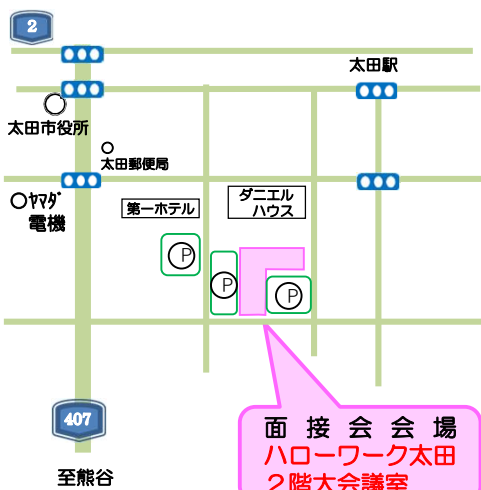 2
太田駅
太田市役所
太田郵便局
ヤマダ
電機
第一ホテル
ダニエル
ハウス
P
P
P
407
面接会会場
ハローワーク太田
２階大会議室
至熊谷